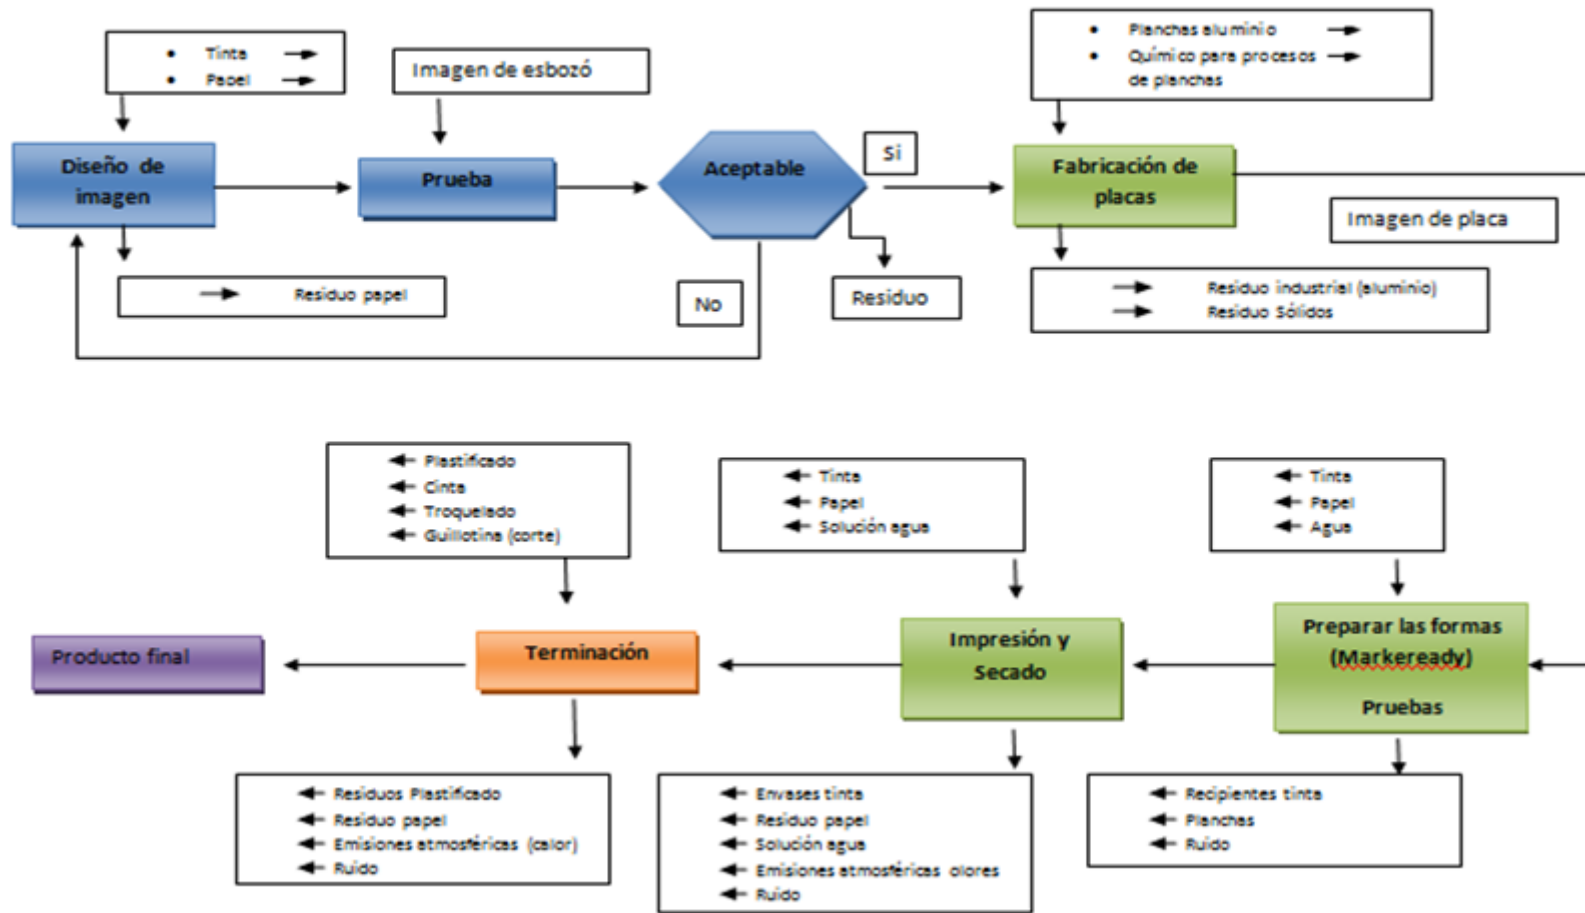 Tinta
Papel
Imagen de esbozó
Planchas aluminio
Químico para procesos
de planchas
Diseño de
imagen
Prueba
Aceptable
Si
Fabricación de
placas
Imagen de placa
Residuo papel
No
Residuo
Residuo industrial (aluminio)
Residuo Sólidos
Plastificado
Cinta
Troquelado
Guillotina (corte)
Tinta
Papel
Solución agua
Tinta
Papel
Agua
Producto final
Terminación
Impresión y
Secado
Preparar las formas
(Markeready)
Pruebas
Residuos Plastificado
Residuo papel
Emisiones atmosféricas (calor)
Ruido
Envases tinta
Residuo papel
Solución agua
Emisiones atmosféricas olores
Ruido
Recipientes tinta
Planchas
Ruido